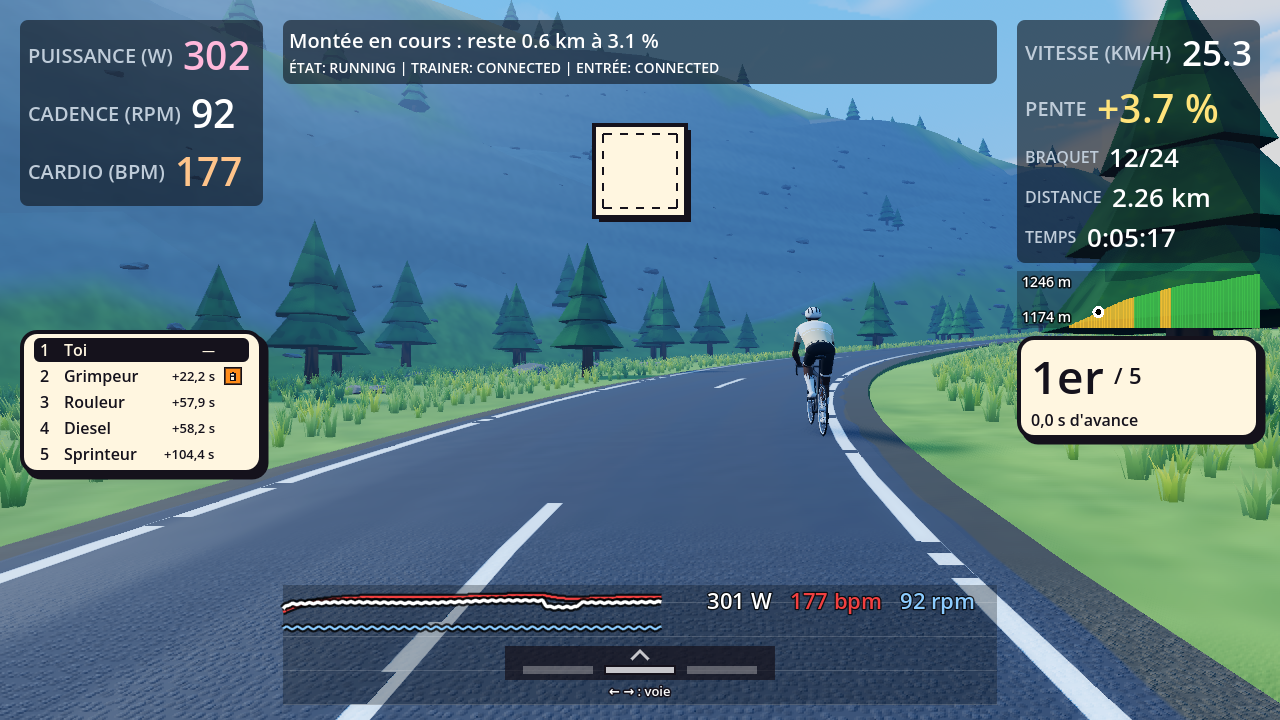 PUISSANCE (W) 302
CADENCE (RPM) 92
CARDIO (BPM) 177
Montée en cours : reste 0.6 km à 3.1 %
ÉTAT: RUNNING | TRAINER: CONNECTED | ENTRÉE: CONNECTED
VITESSE (KM/H) 25.3
PENTE +3.7 %
BRAQUET 12/24
DISTANCE 2.26 km
TEMPS 0:05:17
1246 m
1174 m
1 Toi —
2 Grimpeur +22,2 s
3 Rouleur +57,9 s
4 Diesel +58,2 s
5 Sprinteur +104,4 s
1er / 5
0,0 s d'avance
301 W 177 bpm 92 rpm
← → : voie